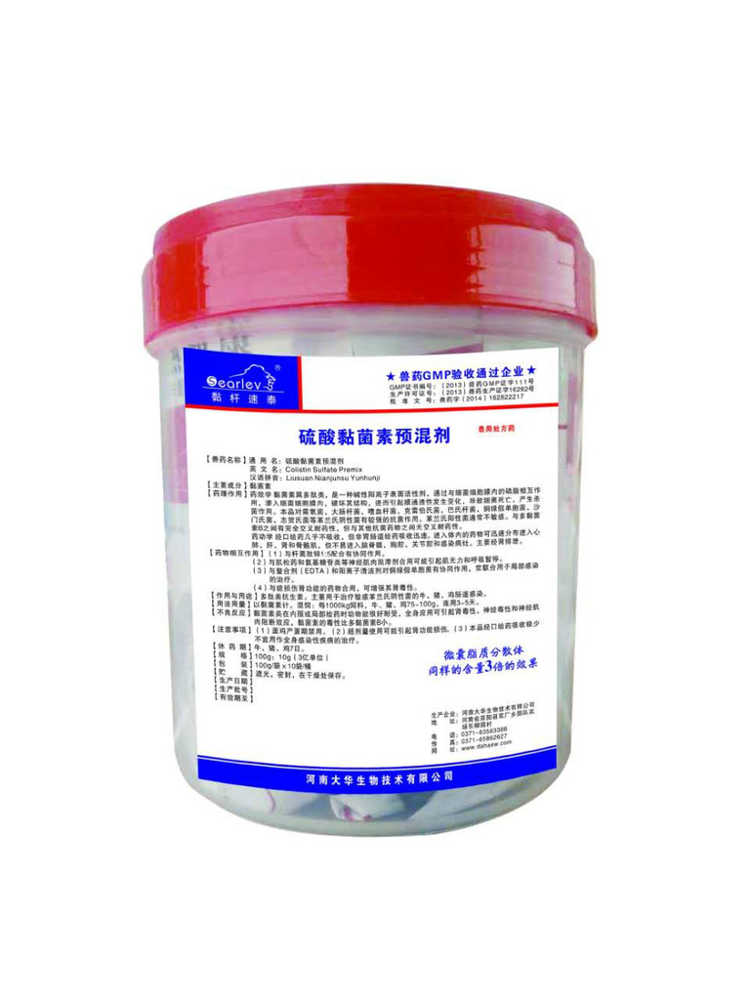 Searlev®
黏杆速泰
★兽药GMP验收通过企业★
GMP证书编号:(2013)兽药GMP证字111号
生产许可证号:(2013)兽药生产证字16282号
批准文号:兽药字(2014)162822217
硫酸黏菌素预混剂
兽用处方药
【兽药名称】通用名:硫酸黏菌素预混剂
英文名:Colistin Sulfate Premix
汉语拼音:Liusuan Nianjunsu Yunhunji
【主要成分】黏菌素
【药理作用】药效学 黏菌素属多肽类,是一种碱性阳离子表面活性剂,通过与细菌细胞膜内的磷脂相互作
用,渗入细菌细胞膜内,破坏其结构,进而引起膜通透性发生变化,导致细菌死亡,产生杀
菌作用。本品对需氧菌、大肠杆菌、嗜血杆菌、克雷伯氏菌、巴氏杆菌、铜绿假单胞菌、沙
门氏菌、志贺氏菌等革兰氏阴性菌有较强的抗菌作用。革兰氏阳性菌通常不敏感。与多黏菌
素B之间有完全交叉耐药性,但与其他抗菌药物之间无交叉耐药性。
药动学 经口给药几乎不吸收,但非胃肠道给药吸收迅速。进入体内的药物可迅速分布进入心
肺、肝、肾和骨骼肌,但不易进入脑脊髓、胸腔、关节腔和感染病灶。主要经肾排泄。
【药物相互作用】(1)与杆菌肽锌1:5配合有协同作用。
(2)与肌松药和氨基糖苷类等神经肌肉阻滞剂合用可能引起肌无力和呼吸暂停。
(3)与螯合剂(EDTA)和阳离子清洁剂对铜绿假单胞菌有协同作用,常联合用于局部感染
的治疗。
(4)与能损伤肾功能的药物合用,可增强其肾毒性。
【作用与用途】多肽类抗生素。主要用于治疗敏感革兰氏阴性菌的牛、猪、鸡肠道感染。
【用法用量】以黏菌素计。混饲:每1000kg饲料,牛、猪、鸡75-100g,连用3~5天。
【不良反应】黏菌素类在内服或局部给药时动物能很好耐受,全身应用可引起肾毒性、神经毒性和神经肌
肉阻断效应,黏菌素的毒性比多黏菌素B小。
【注意事项】(1)蛋鸡产蛋期禁用。(2)超剂量使用可能引起肾功能损伤。(3)本品经口给药吸收极少
不宜用作全身感染性疾病的治疗。
【休药期】牛、猪、鸡7日。
【规格】100g:10g(3亿单位)
【包装】100g/袋×10袋/桶
【贮藏】遮光,密封,在干燥处保存。
【生产日期】
【生产批号】
【有效期至】
微囊脂质分散体
同样的含量3倍的效果
生产企业:河南大华生物技术有限公司
电话:0371-63563386
传真:0371-65862627
网址:www.dahasw.com
河南大华生物技术有限公司